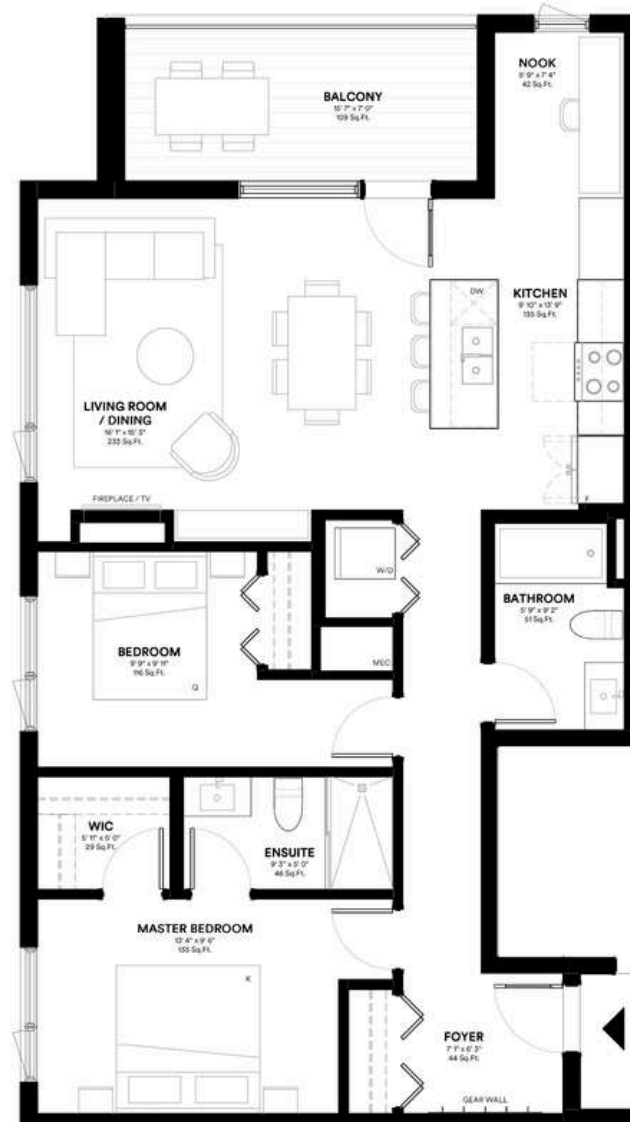 NOOK
5' 9" x 7' 4"
42 Sq.Ft.
BALCONY
15' 7" x 7' 0"
109 Sq.Ft.
DW
KITCHEN
9' 10" x 13' 9"
135 Sq.Ft.
LIVING ROOM
/ DINING
16' 1" x 15' 3"
233 Sq.Ft.
FIREPLACE / TV
F
W/D
BATHROOM
5' 9" x 9' 2"
51 Sq.Ft.
BEDROOM
9' 9" x 9' 11"
116 Sq.Ft.
MEC
Q
WIC
5' 11" x 5' 0"
29 Sq.Ft.
ENSUITE
9' 3" x 5' 0"
46 Sq.Ft.
MASTER BEDROOM
13' 4" x 9' 6"
135 Sq.Ft.
K
FOYER
7' 1" x 6' 3"
44 Sq.Ft.
GEAR WALL